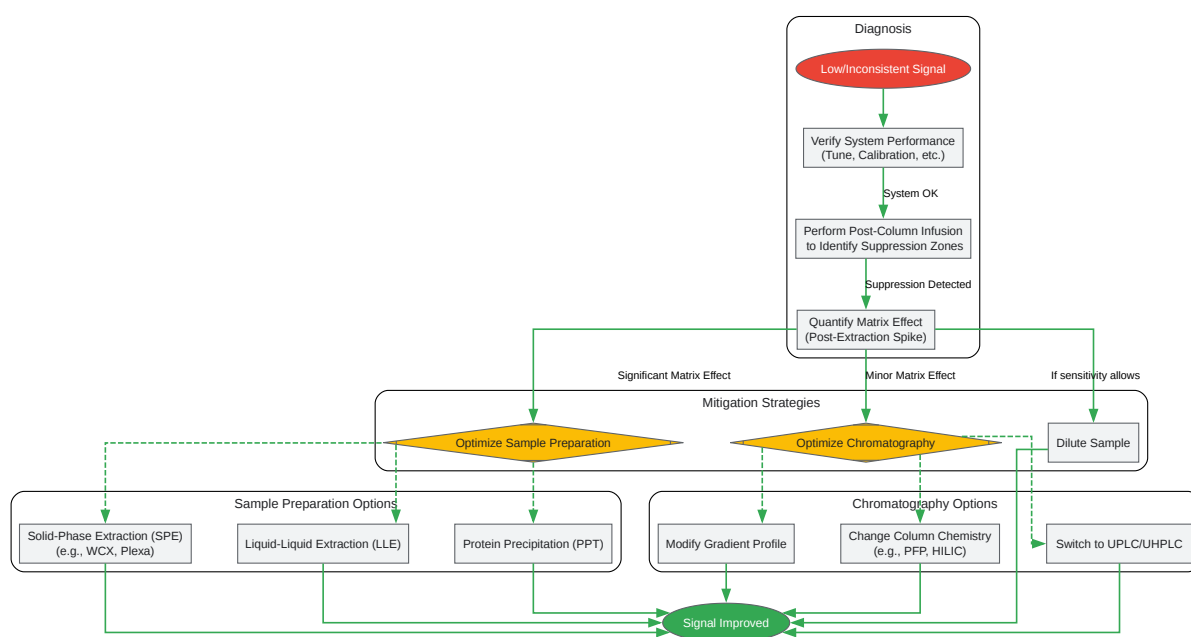 Diagnosis
Low/Inconsistent Signal
Verify System Performance
(Tune, Calibration, etc.)
System OK
Perform Post-Column Infusion
to Identify Suppression Zones
Suppression Detected
Quantify Matrix Effect
(Post-Extraction Spike)
Significant Matrix Effect
Minor Matrix Effect
If sensitivity allows
Mitigation Strategies
Optimize Sample Preparation
Optimize Chromatography
Dilute Sample
Sample Preparation Options
Chromatography Options
Solid-Phase Extraction (SPE)
(e.g., WCX, Plexa)
Liquid-Liquid Extraction (LLE)
Protein Precipitation (PPT)
Modify Gradient Profile
Change Column Chemistry
(e.g., PFP, HILIC)
Switch to UPLC/UHPLC
Signal Improved